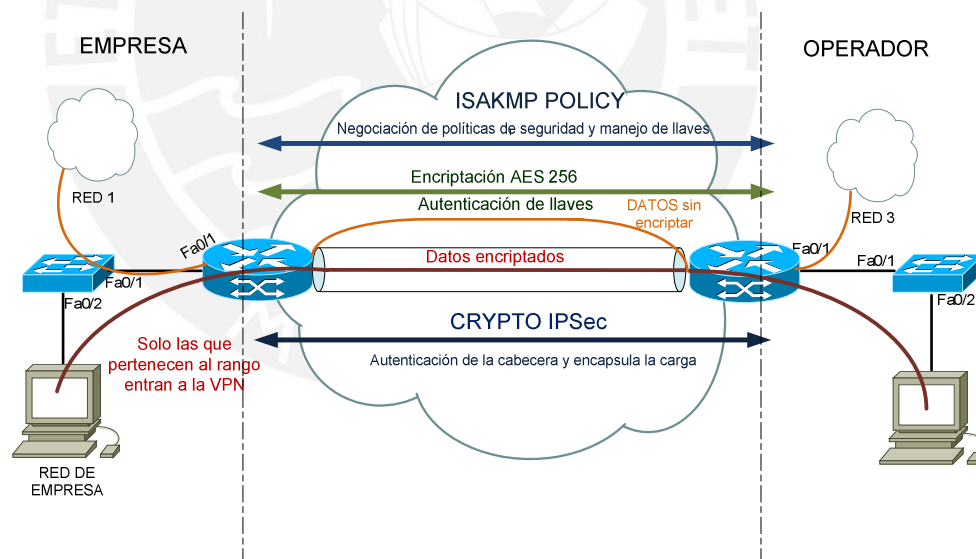 EMPRESA
OPERADOR
ISAKMP POLICY
Negociación de políticas de seguridad y manejo de llaves
Encriptación AES 256
Autenticación de llaves
DATOS sin
encriptar
RED 1
RED 3
Fa0/1
Fa0/1
Fa0/1
Fa0/1
Fa0/2
Fa0/2
Datos encriptados
CRYPTO IPSec
Autenticación de la cabecera y encapsula la carga
Solo las que
pertenecen al rango
entran a la VPN
RED DE
EMPRESA